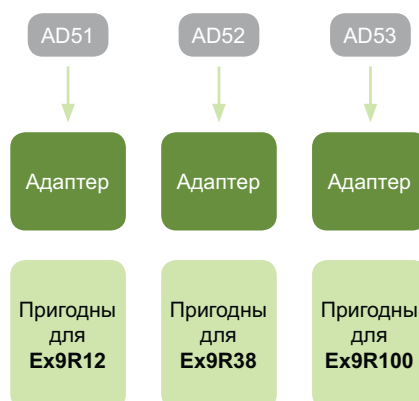 AD51 AD52 AD53
Адаптер Адаптер Адаптер
Пригодны Пригодны Пригодны
для для для
Ex9R12 Ex9R38 Ex9R100